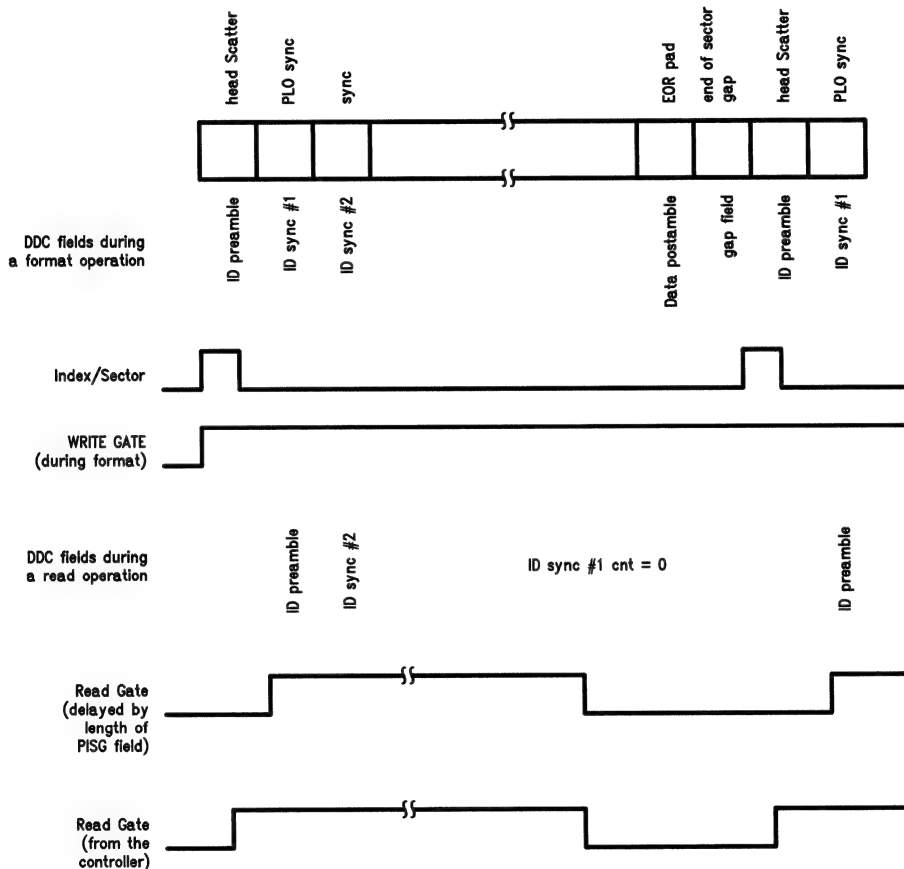 head Scatter
PLO sync
sync
EOR pad
end of sector
gap
head Scatter
PLO sync
DDC fields during
a format operation
ID preamble
ID sync #1
ID sync #2
Data postamble
gap field
ID preamble
ID sync #1
Index/Sector
WRITE GATE
(during format)
DDC fields during
a read operation
ID preamble
ID sync #2
ID sync #1 cnt = 0
ID preamble
Read Gate
(delayed by
length of
PISG field)
Read Gate
(from the
controller)